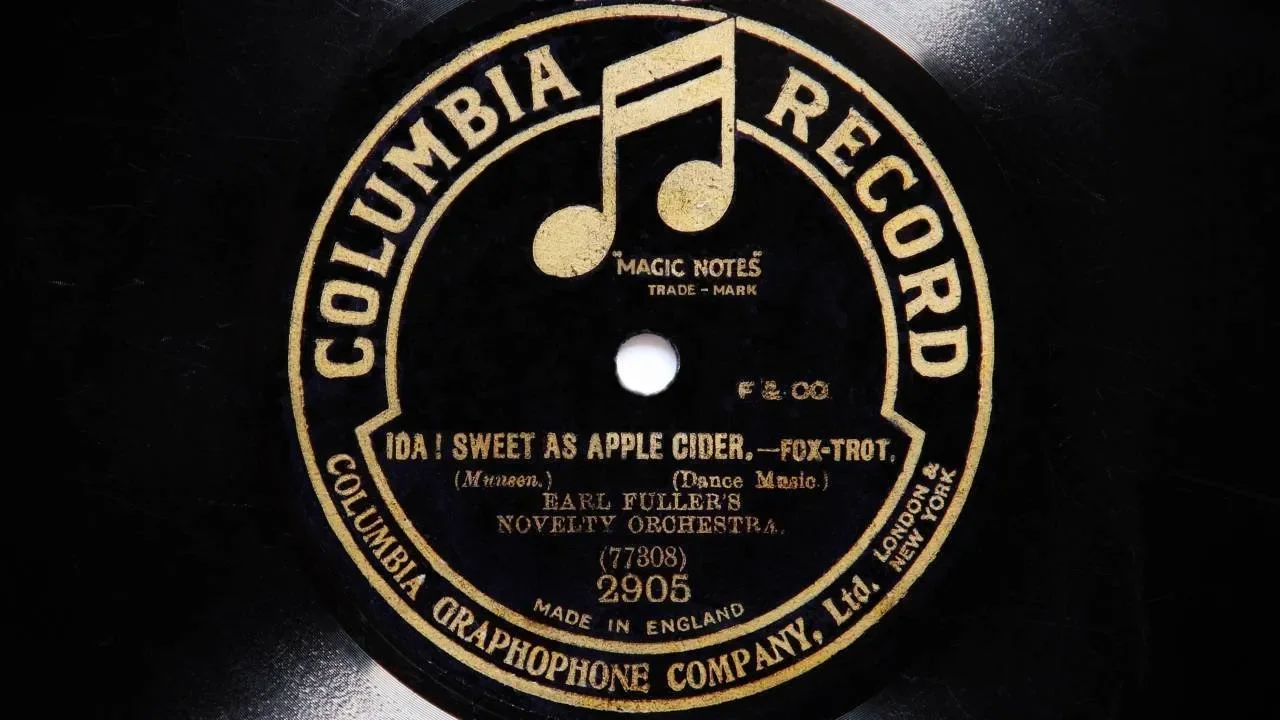 COLUMBIA RECORD
"MAGIC NOTES"
TRADE - MARK
F & CO
IDA! SWEET AS APPLE CIDER.—FOX-TROT.
(Munson.) (Dance Music.)
EARL FULLER'S
NOVELTY ORCHESTRA.
(77308)
2905
MADE IN ENGLAND
COLUMBIA GRAPHOPHONE COMPANY, Ltd. LONDON &
NEW YORK